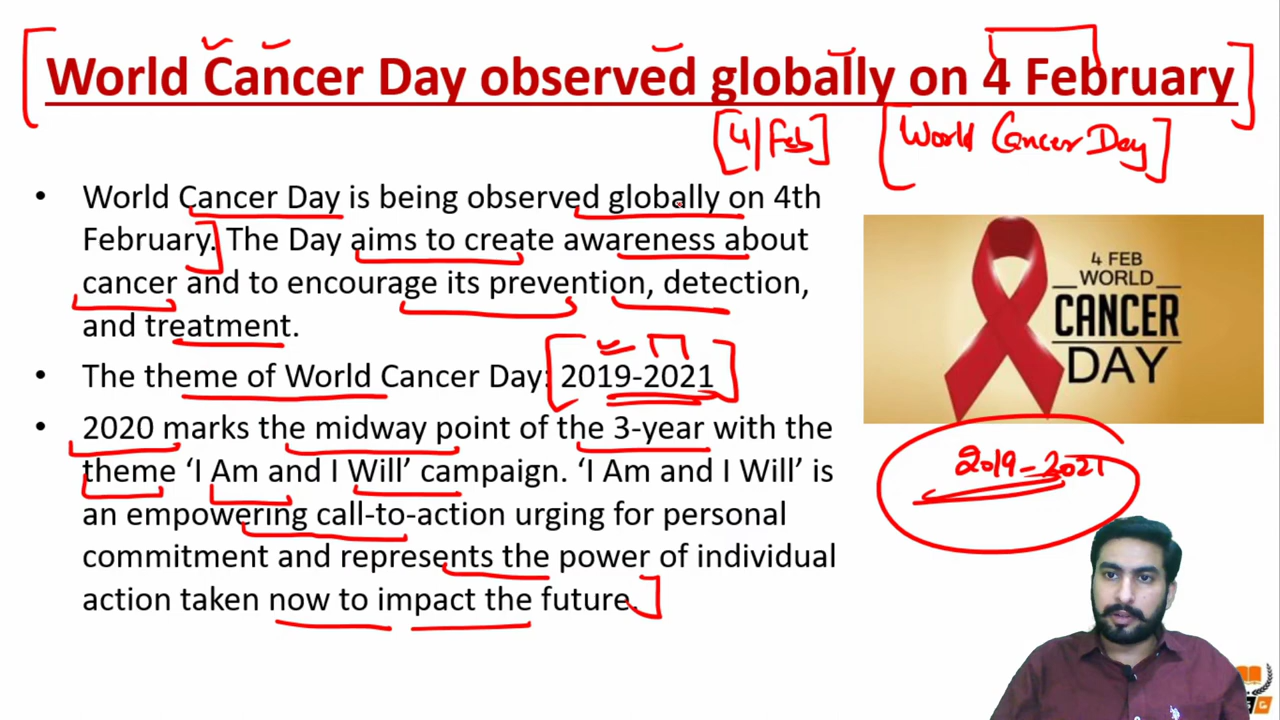 World Cancer Day observed globally on 4 February
[4/Feb] [World Cancer Day]
• World Cancer Day is being observed globally on 4th
February. The Day aims to create awareness about
cancer and to encourage its prevention, detection,
and treatment.
• The theme of World Cancer Day: 2019-2021
• 2020 marks the midway point of the 3-year with the
theme ‘I Am and I Will’ campaign. ‘I Am and I Will’ is
an empowering call-to-action urging for personal
commitment and represents the power of individual
action taken now to impact the future.
4 FEB
WORLD
CANCER
DAY
2019-2021